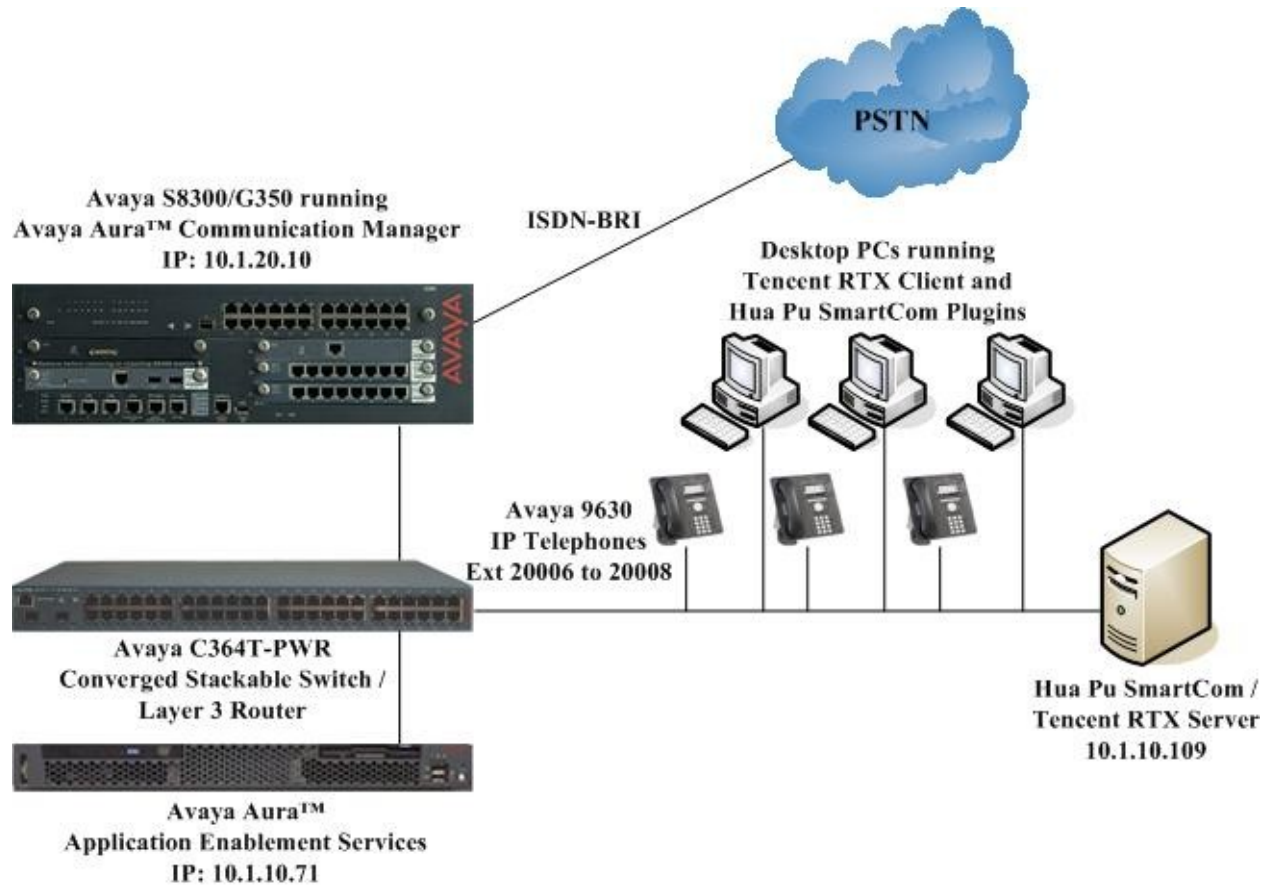 PSTN
Avaya S8300/G350 running
Avaya Aura™ Communication Manager
IP: 10.1.20.10
ISDN-BRI
AVAYA
Desktop PCs running
Tencent RTX Client and
Hua Pu SmartCom Plugins
Avaya 9630
IP Telephones
Ext 20006 to 20008
Avaya C364T-PWR
Converged Stackable Switch /
Layer 3 Router
Hua Pu SmartCom /
Tencent RTX Server
10.1.10.109
Avaya Aura™
Application Enablement Services
IP: 10.1.10.71